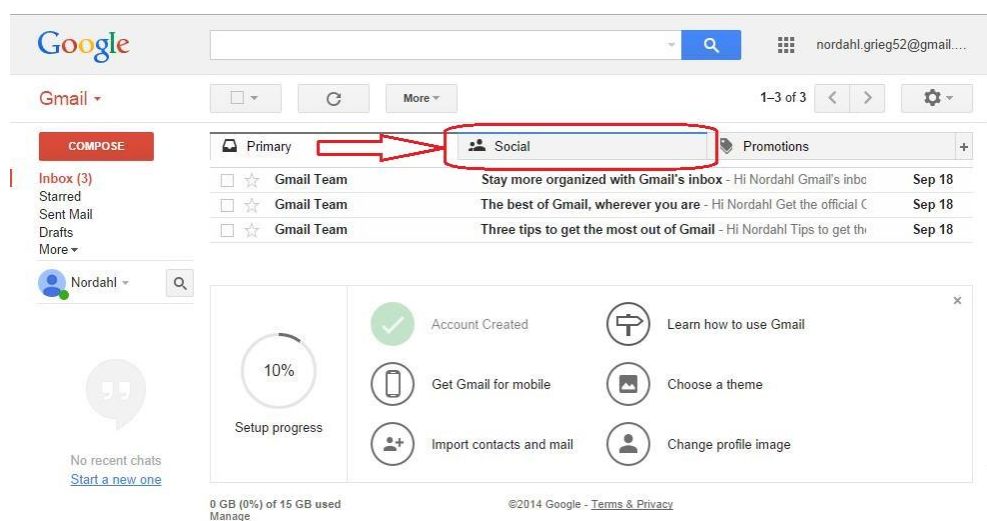 Google
nordahl.grieg52@gmail....
Gmail
More
1–3 of 3
COMPOSE
Primary
Social
Promotions
+
Inbox (3)
Starred
Sent Mail
Drafts
More
Gmail Team Stay more organized with Gmail's inbox - Hi Nordahl Gmail's inbo Sep 18
Gmail Team The best of Gmail, wherever you are - Hi Nordahl Get the official Sep 18
Gmail Team Three tips to get the most out of Gmail - Hi Nordahl Tips to get the Sep 18
Nordahl
10%
Setup progress
Account Created
Learn how to use Gmail
Get Gmail for mobile
Choose a theme
Import contacts and mail
Change profile image
No recent chats
Start a new one
0 GB (0%) of 15 GB used
Manage
©2014 Google - Terms & Privacy